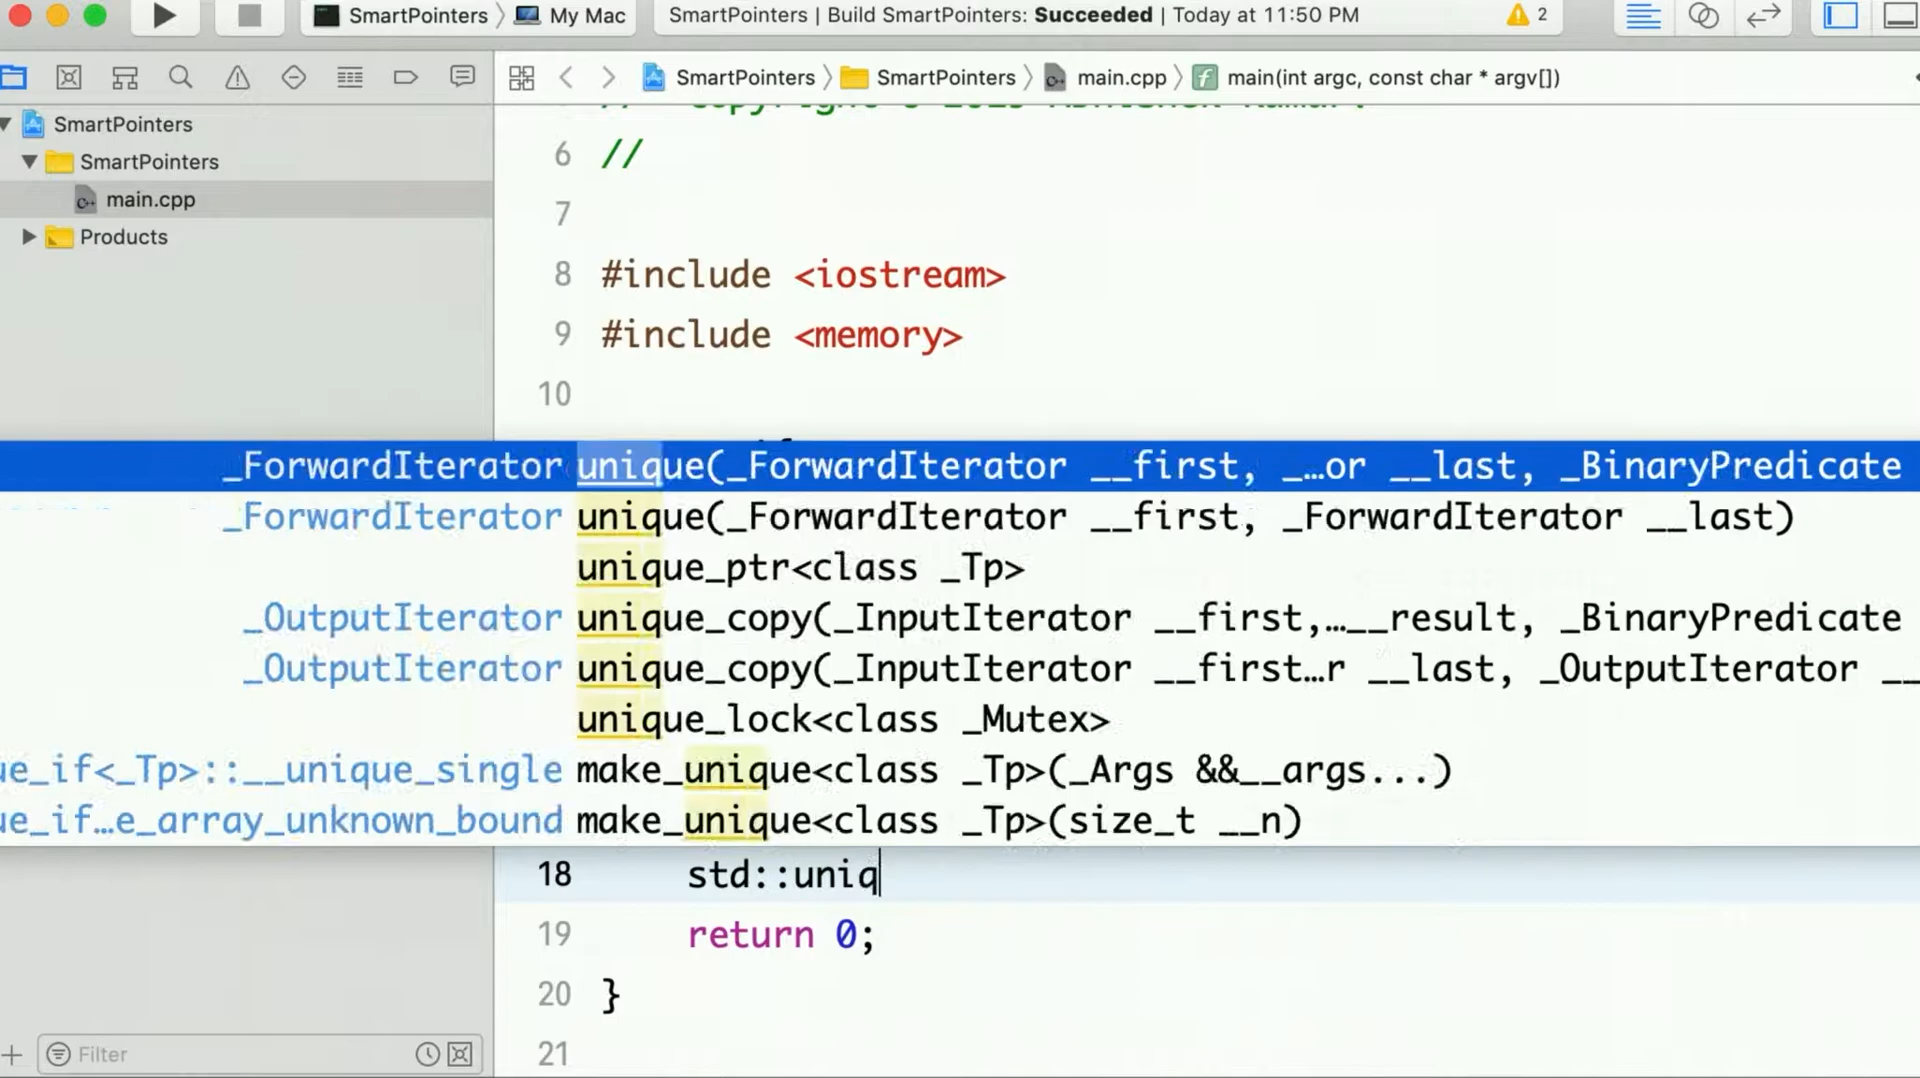 SmartPointers 〉 My Mac
SmartPointers | Build SmartPointers: Succeeded | Today at 11:50 PM
2
SmartPointers 〉 SmartPointers 〉 main.cpp 〉 f main(int argc, const char * argv[])
SmartPointers
SmartPointers
main.cpp
Products
6 //
7
8 #include <iostream>
9 #include <memory>
10
_ForwardIterator unique(_ForwardIterator __first, _…or __last, _BinaryPredicate
_ForwardIterator unique(_ForwardIterator __first, _ForwardIterator __last)
unique_ptr<class _Tp>
_OutputIterator unique_copy(_InputIterator __first,…__result, _BinaryPredicate
_OutputIterator unique_copy(_InputIterator __first…r __last, _OutputIterator __
unique_lock<class _Mutex>
ue_if<_Tp>::__unique_single make_unique<class _Tp>(_Args &&__args...)
ue_if…e_array_unknown_bound make_unique<class _Tp>(size_t __n)
18 std::uniq
19 return 0;
20 }
21
Filter